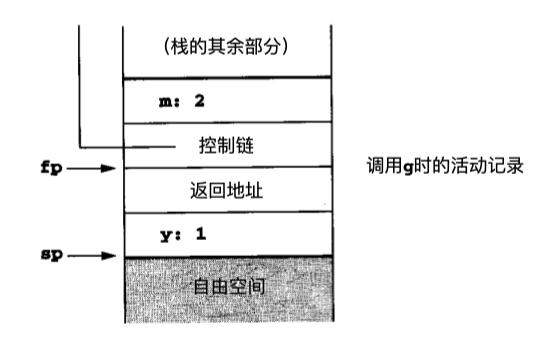 （栈的其余部分）
m: 2
控制链
fp
调用g时的活动记录
返回地址
y: 1
sp
自由空间